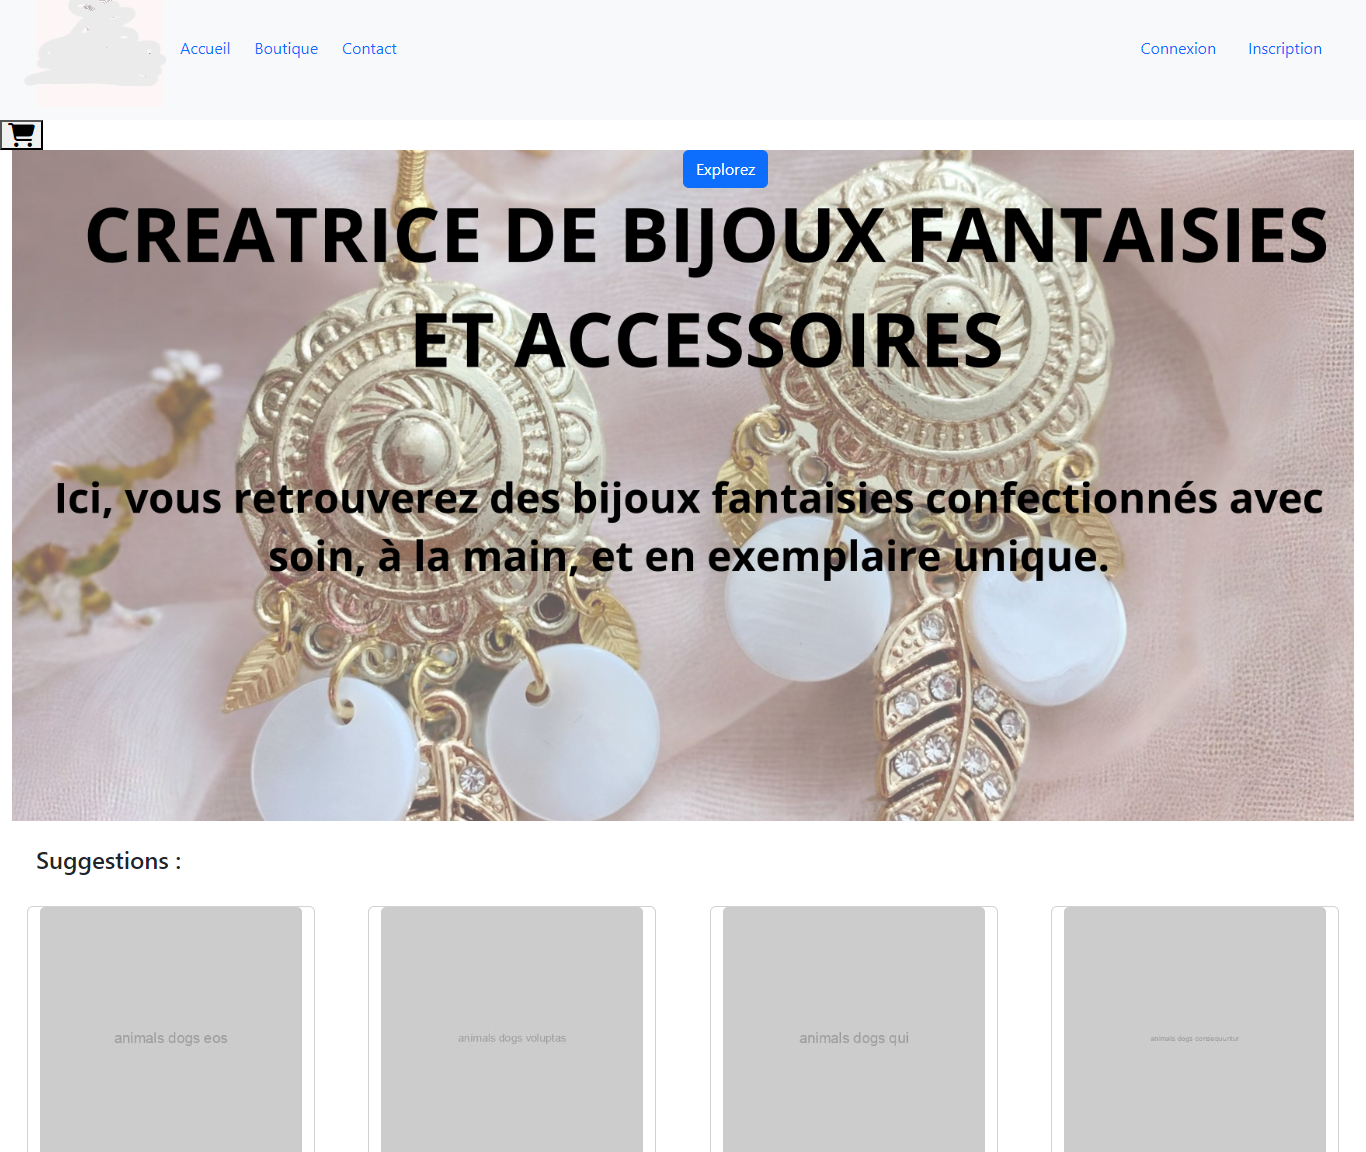 Accueil Boutique Contact Connexion Inscription
Explorez
CREATRICE DE BIJOUX FANTAISIES
ET ACCESSOIRES
Ici, vous retrouverez des bijoux fantaisies confectionnés avec
soin, à la main, et en exemplaire unique.
Suggestions :
animals dogs eos
animals dogs voluptas
animals dogs qui
animals dogs consequuntur